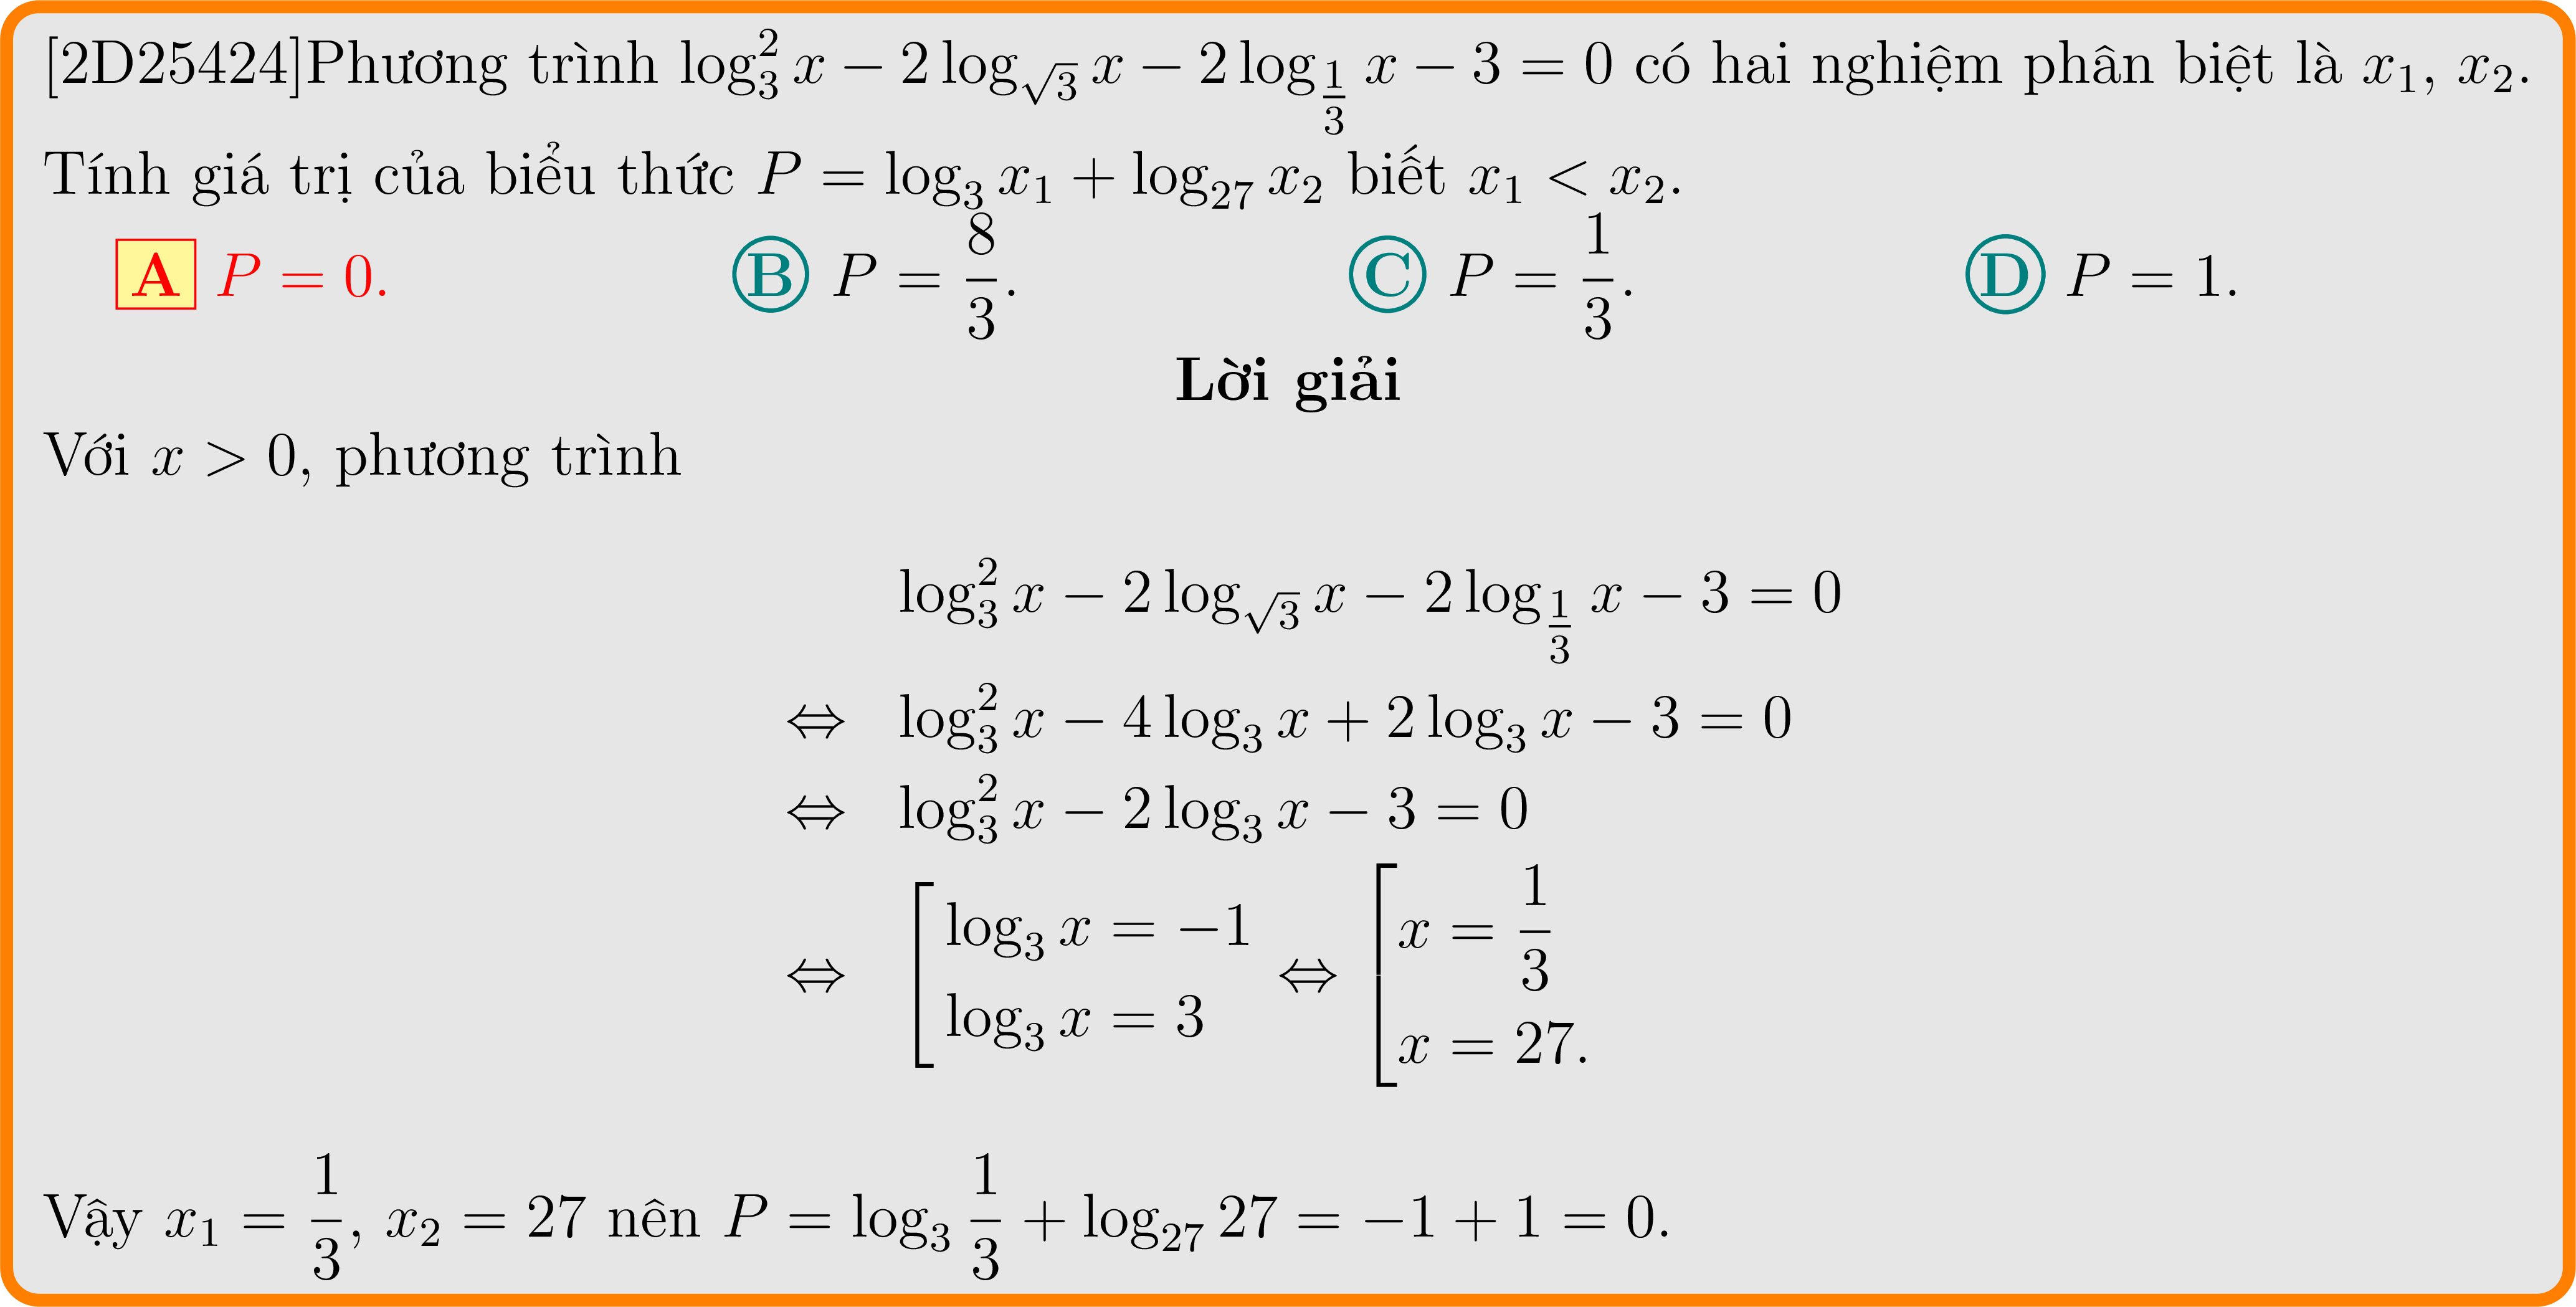 [2D25424]Phương trình $\log_3^2 x - 2\log_{\sqrt{3}} x - 2\log_{\frac{1}{3}} x - 3 = 0$ có hai nghiệm phân biệt là $x_1$, $x_2$.
Tính giá trị của biểu thức $P = \log_3 x_1 + \log_{27} x_2$ biết $x_1 < x_2$.
A $P = 0.$ B $P = \frac{8}{3}.$ C $P = \frac{1}{3}.$ D $P = 1.$
Lời giải
Với $x > 0$, phương trình
$\log_3^2 x - 2\log_{\sqrt{3}} x - 2\log_{\frac{1}{3}} x - 3 = 0$
$\Leftrightarrow \log_3^2 x - 4\log_3 x + 2\log_3 x - 3 = 0$
$\Leftrightarrow \log_3^2 x - 2\log_3 x - 3 = 0$
$\Leftrightarrow \left[\begin{array}{l} \log_3 x = -1 \\ \log_3 x = 3 \end{array}\right. \Leftrightarrow \left[\begin{array}{l} x = \frac{1}{3} \\ x = 27. \end{array}\right.$
Vậy $x_1 = \frac{1}{3}$, $x_2 = 27$ nên $P = \log_3 \frac{1}{3} + \log_{27} 27 = -1 + 1 = 0.$